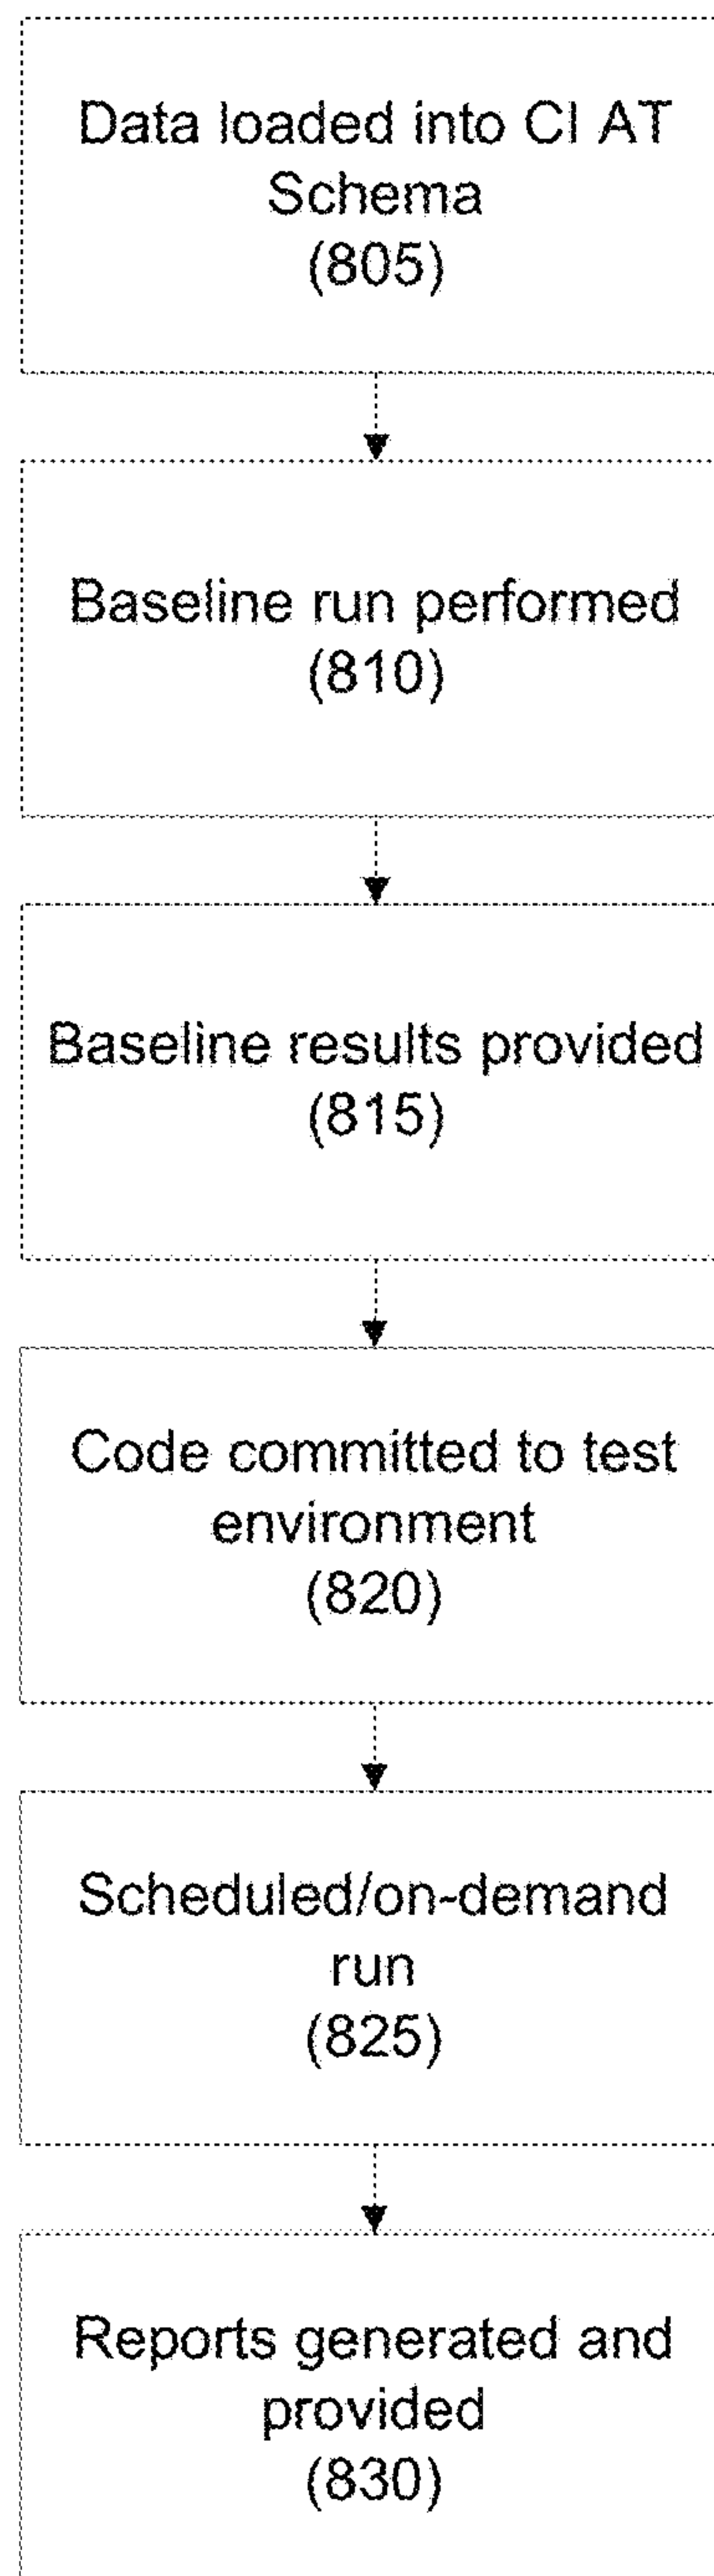 Data loaded into CI AT
Schema
(805)
Baseline run performed
(810)
Baseline results provided
(815)
Code committed to test
environment
(820)
Scheduled/on-demand
run
(825)
Reports generated and
provided
(830)